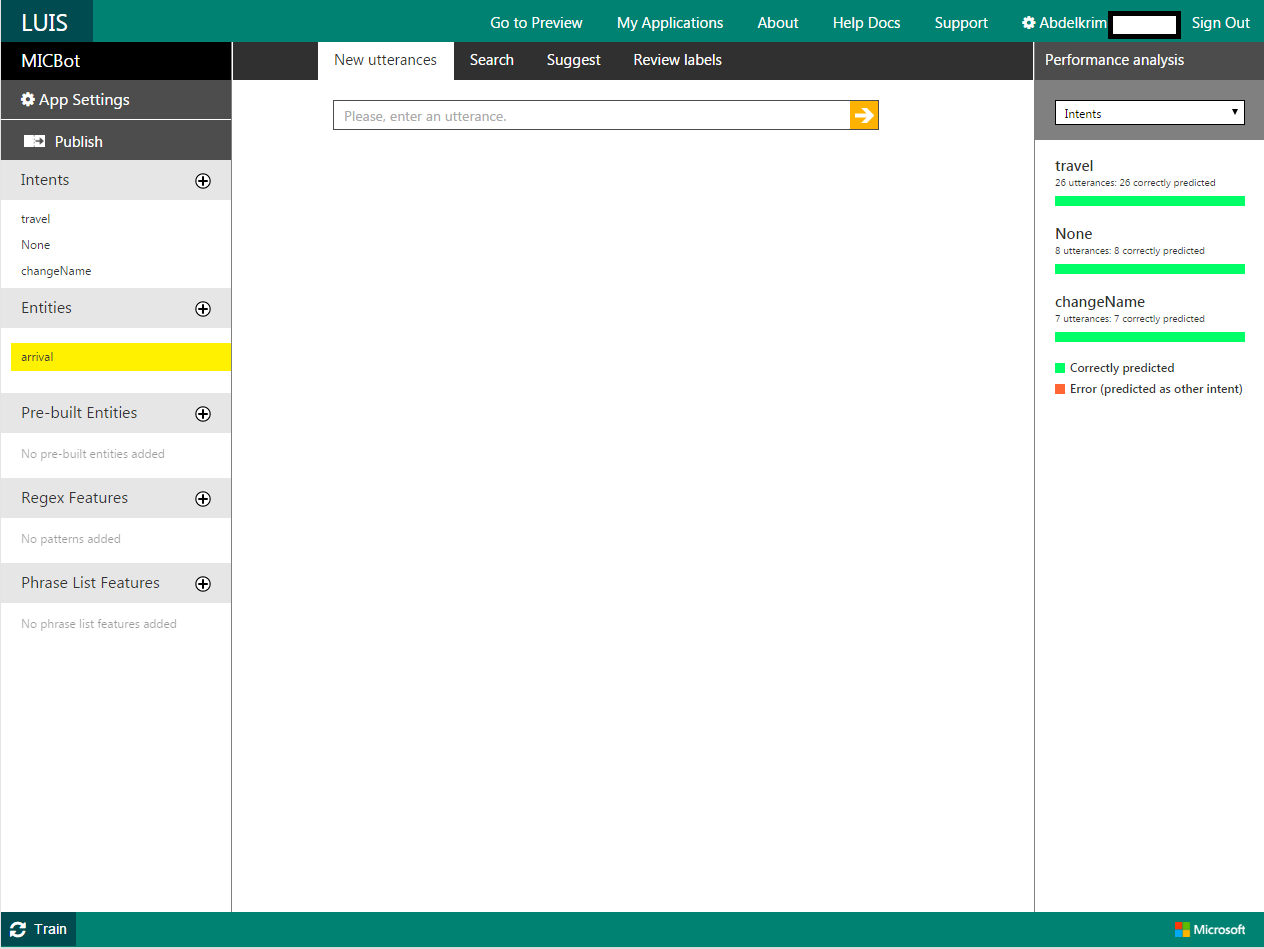 LUIS
Go to Preview
My Applications
About
Help Docs
Support
Abdelkrim
Sign Out
MICBot
App Settings
Publish
Intents
travel
None
changeName
Entities
arrival
Pre-built Entities
No pre-built entities added
Regex Features
No patterns added
Phrase List Features
No phrase list features added
New utterances
Search
Suggest
Review labels
Please, enter an utterance.
Performance analysis
Intents
travel
26 utterances: 26 correctly predicted
None
8 utterances: 8 correctly predicted
changeName
7 utterances: 7 correctly predicted
Correctly predicted
Error (predicted as other intent)
Train
Microsoft